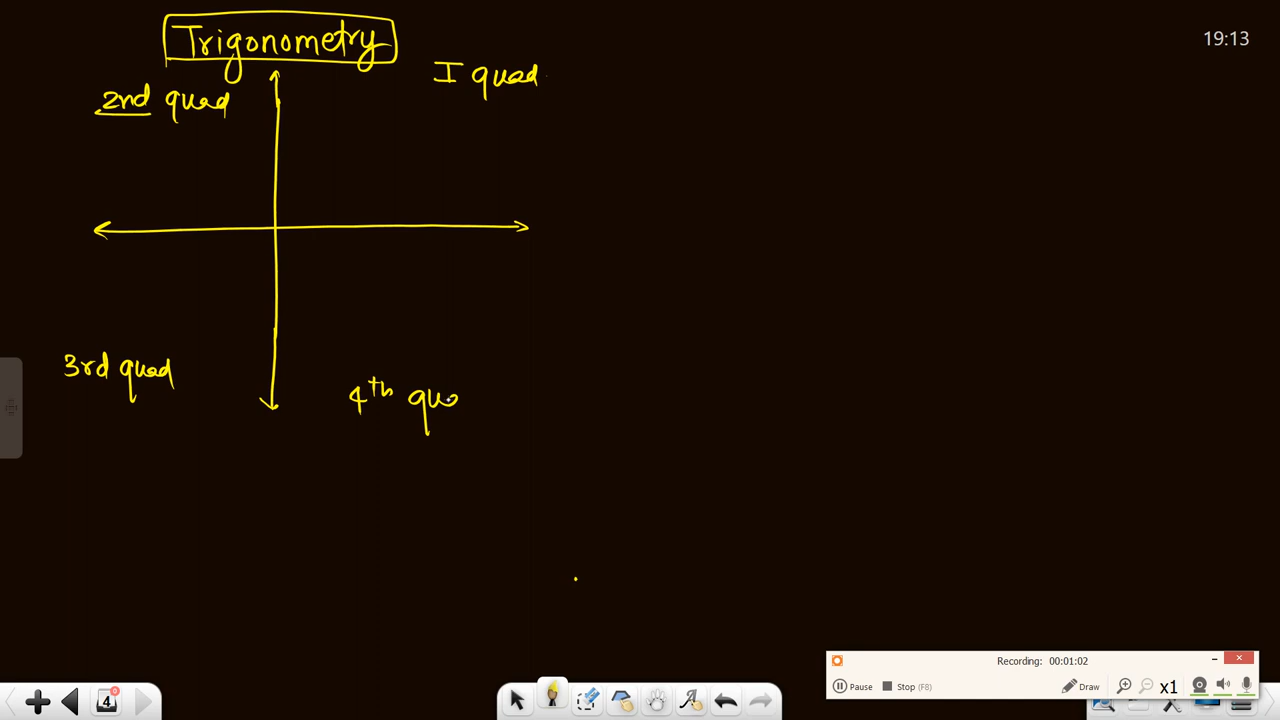 Trigonometry
19:13
I quad
2nd quad
3rd quad
4th qua
Recording: 00:01:02
Pause
Stop (F8)
Draw
x1
4
0